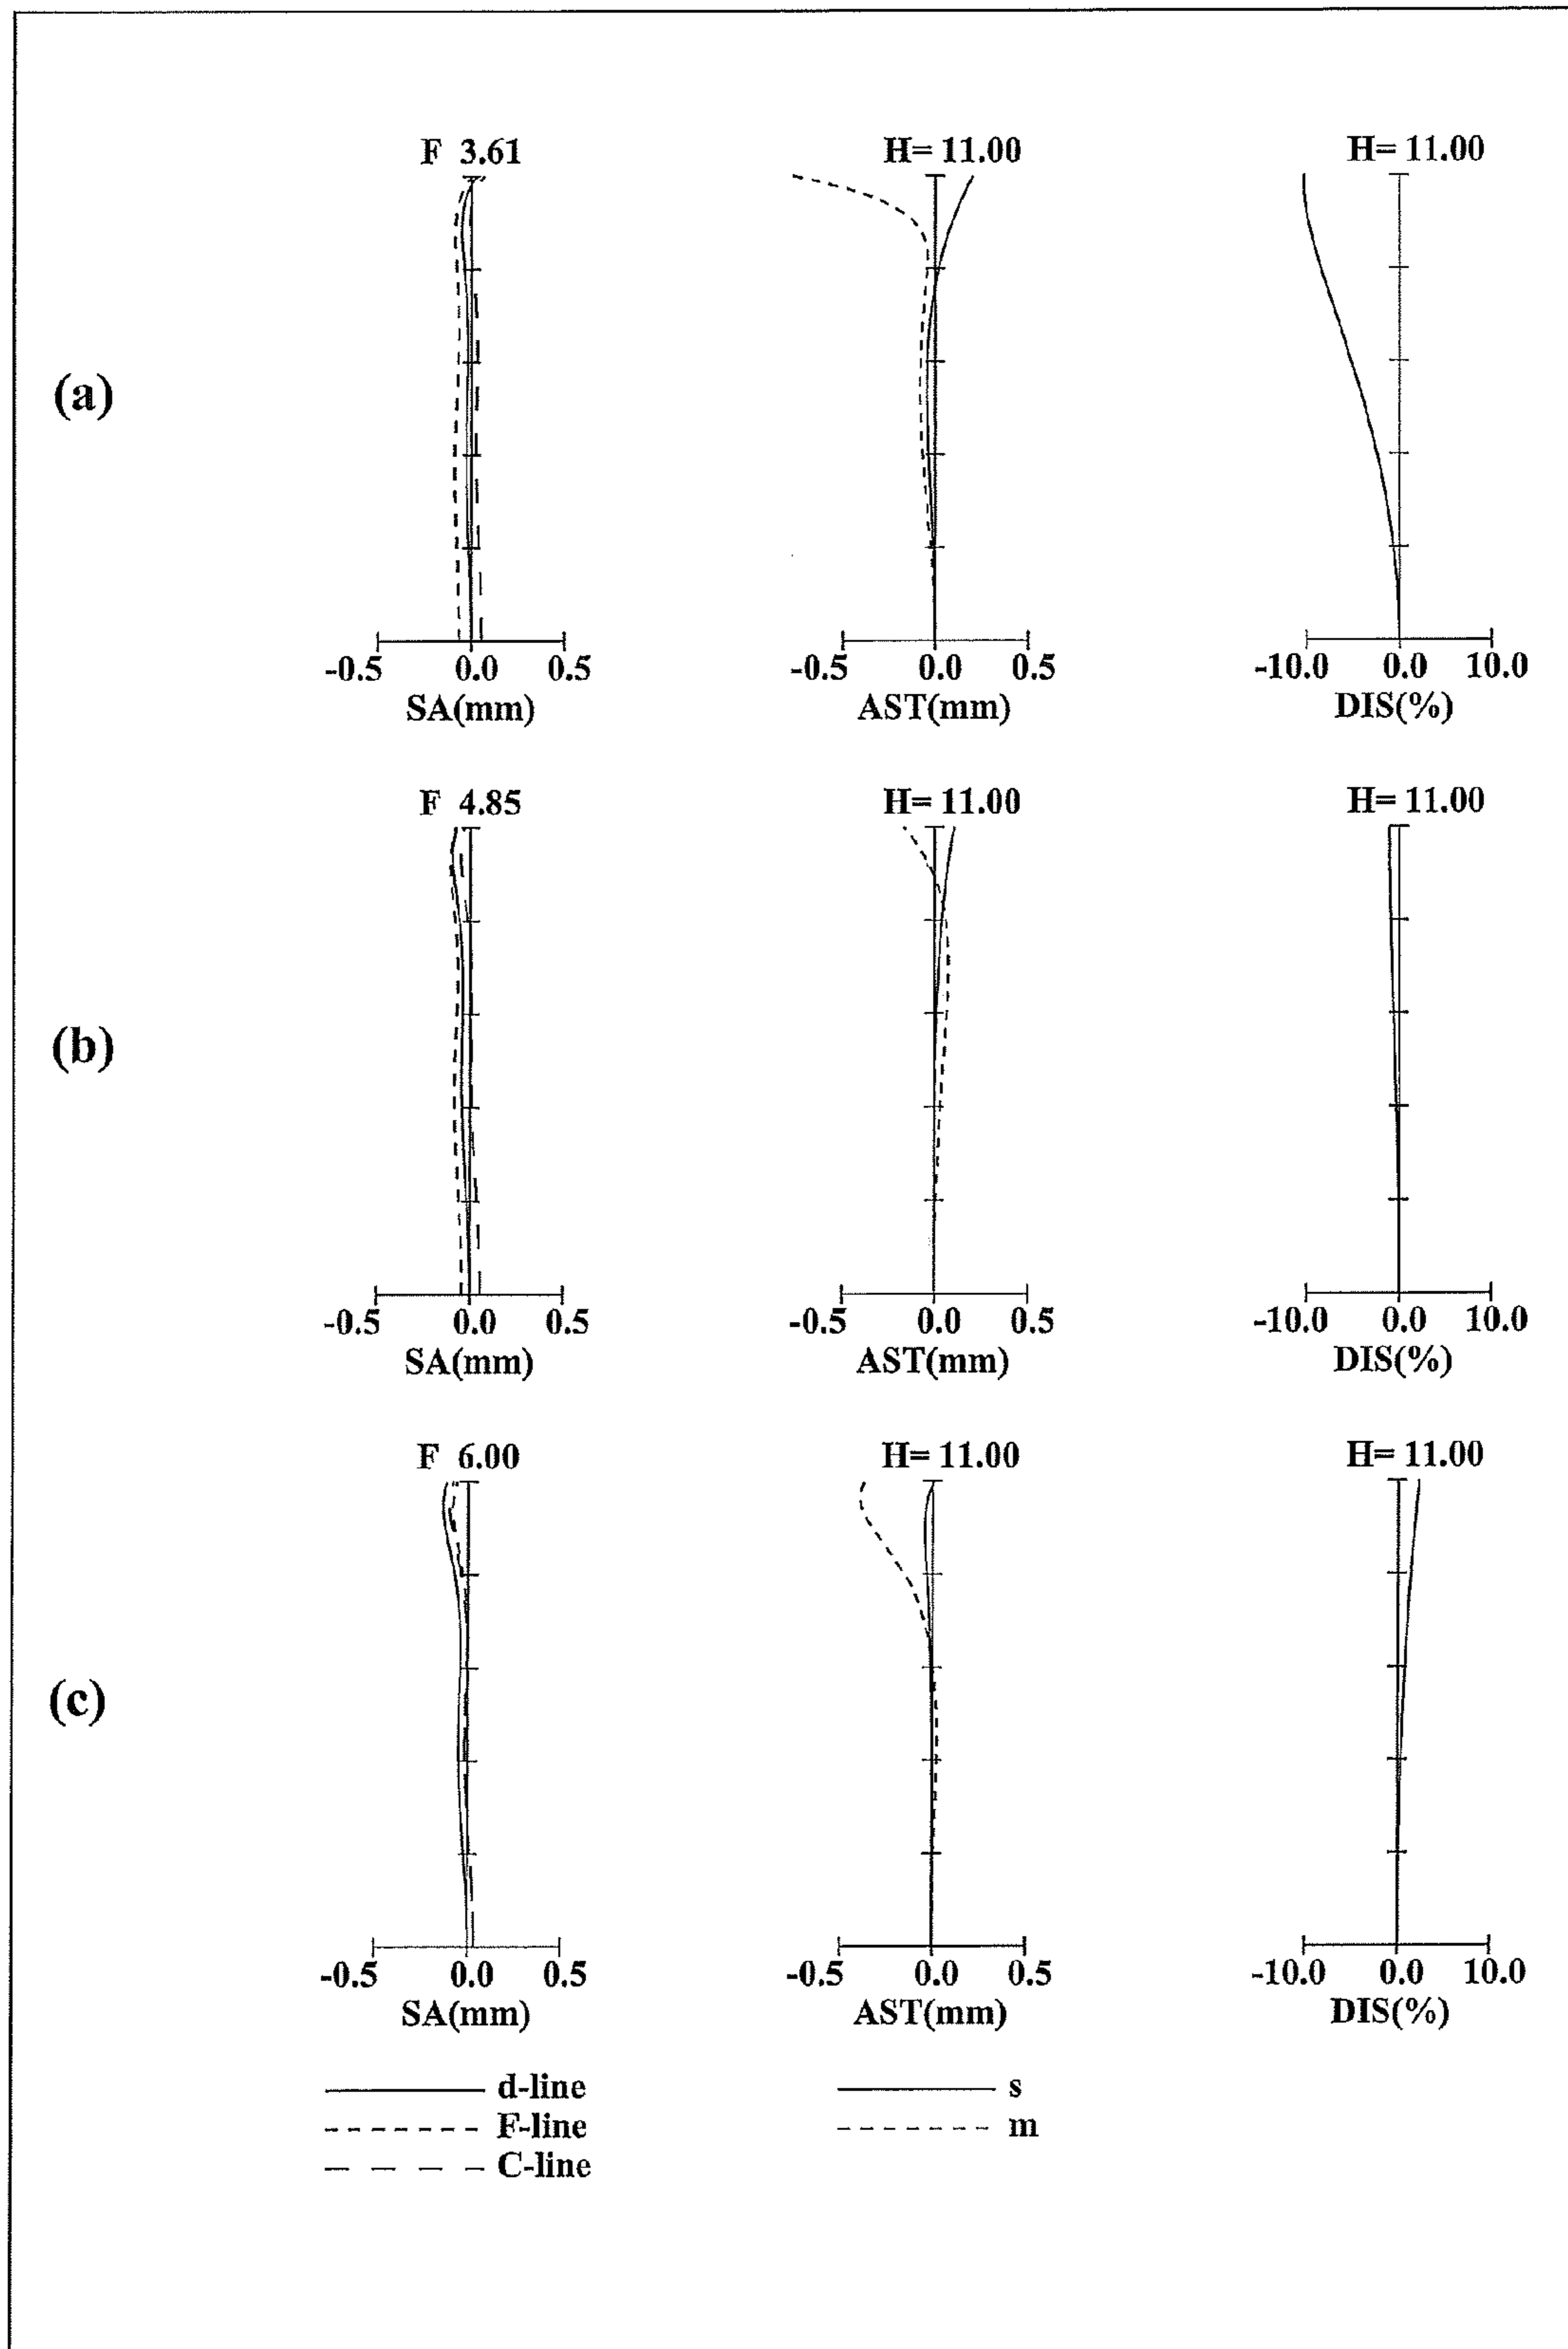 F 3.61 H= 11.00 H= 11.00
(a)
-0.5 0.0 0.5 -0.5 0.0 0.5 -10.0 0.0 10.0
SA(mm) AST(mm) DIS(%)
F 4.85 H= 11.00 H= 11.00
(b)
-0.5 0.0 0.5 -0.5 0.0 0.5 -10.0 0.0 10.0
SA(mm) AST(mm) DIS(%)
F 6.00 H= 11.00 H= 11.00
(c)
-0.5 0.0 0.5 -0.5 0.0 0.5 -10.0 0.0 10.0
SA(mm) AST(mm) DIS(%)
d-line s
F-line m
C-line